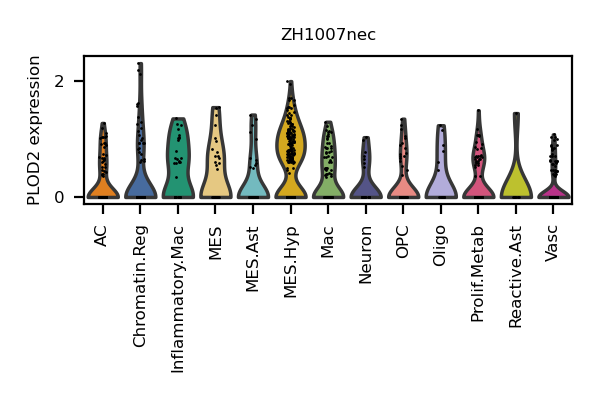 ZH1007nec
PLOD2 expression
2
0
AC
Chromatin.Reg
Inflammatory.Mac
MES
MES.Ast
MES.Hyp
Mac
Neuron
OPC
Oligo
Prolif.Metab
Reactive.Ast
Vasc